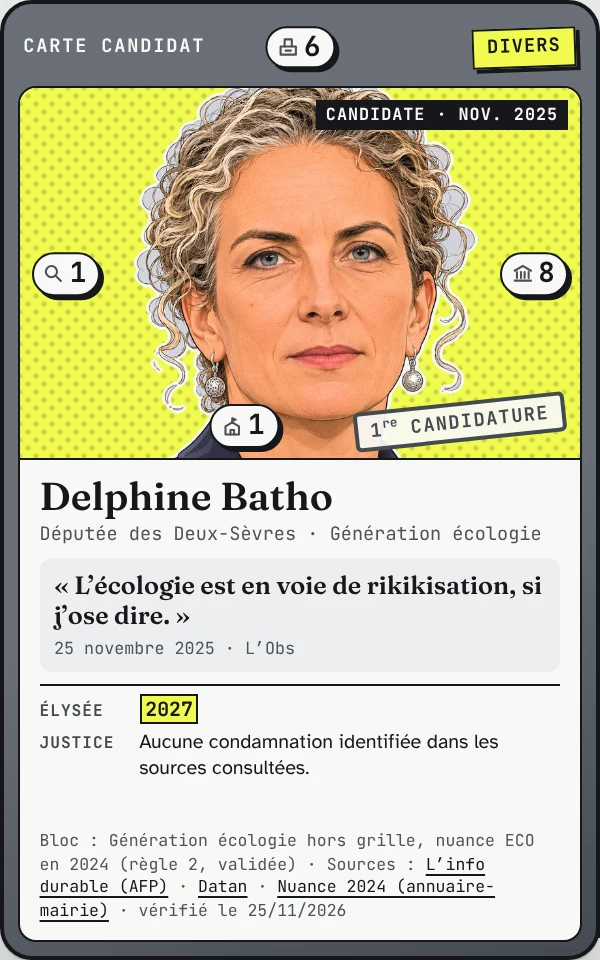 CARTE CANDIDAT
6
DIVERS
CANDIDATE · NOV. 2025
1
8
1
1re CANDIDATURE
Delphine Batho
Députée des Deux-Sèvres · Génération écologie
« L’écologie est en voie de rikikisation, si
j’ose dire. »
25 novembre 2025 · L’Obs
ÉLYSÉE
2027
JUSTICE
Aucune condamnation identifiée dans les
sources consultées.
Bloc : Génération écologie hors grille, nuance ECO
en 2024 (règle 2, validée) · Sources : L’info
durable (AFP) · Datan · Nuance 2024 (annuaire-
mairie) · vérifié le 25/11/2026